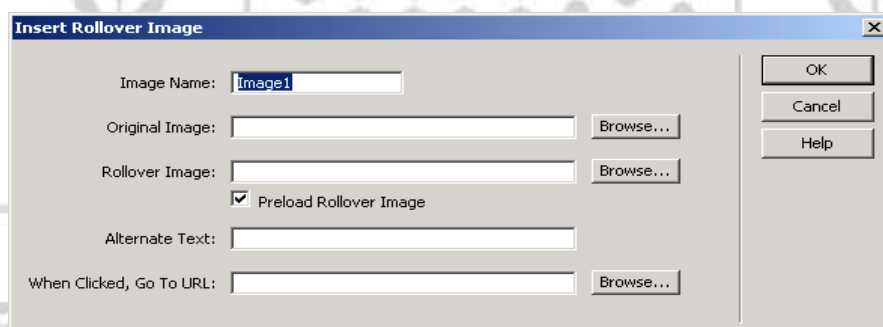 Insert Rollover Image
Image Name: Image1
OK
Original Image: Browse...
Cancel
Rollover Image: Browse...
Help
Preload Rollover Image
Alternate Text:
When Clicked, Go To URL: Browse...